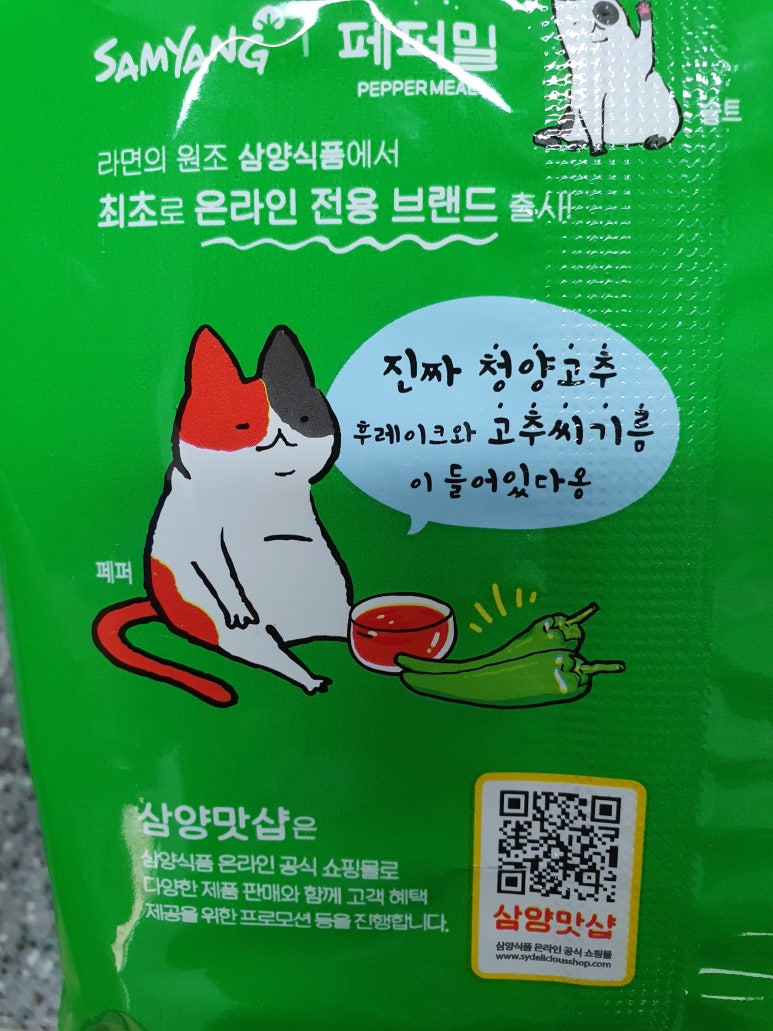 SAMYANG | 페퍼밀
PEPPER MEAL
솔트
라면의 원조 삼양식품에서
최초로 온라인 전용 브랜드 출시!
진짜 청양고추
후레이크와 고추씨기름
이 들어있다옹
페퍼
삼양맛샵은
삼양식품 온라인 공식 쇼핑몰로
다양한 제품 판매와 함께 고객 혜택
제공을 위한 프로모션 등을 진행합니다.
삼양맛샵
삼양식품 온라인 공식 쇼핑몰
www.sydeliciousshop.com